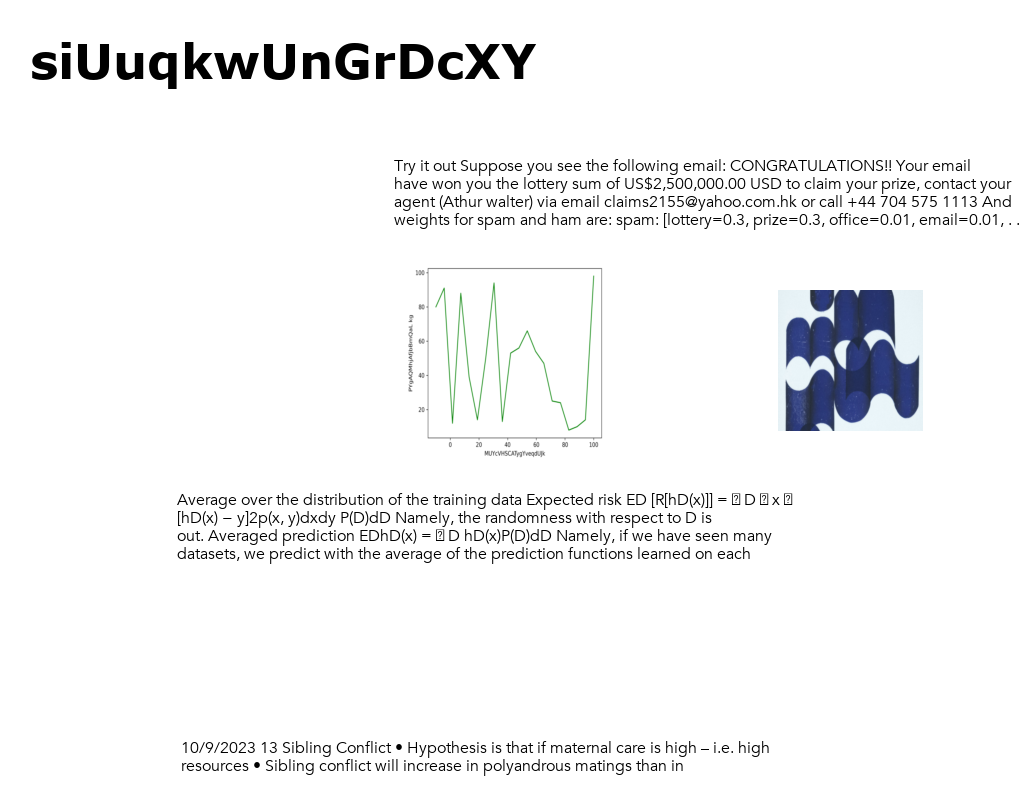 siUuqkwUnGrDcXY
Try it out Suppose you see the following email: CONGRATULATIONS!! Your email
have won you the lottery sum of US$2,500,000.00 USD to claim your prize, contact your
agent (Athur walter) via email claims2155@yahoo.com.hk or call +44 704 575 1113 And
weights for spam and ham are: spam: [lottery=0.3, prize=0.3, office=0.01, email=0.01, . .
100
80
60
40
20
0 20 40 60 80 100
Average over the distribution of the training data Expected risk ED [R[hD(x)]] = D x
[hD(x) − y]2p(x, y)dxdy P(D)dD Namely, the randomness with respect to D is
out. Averaged prediction EDhD(x) = D hD(x)P(D)dD Namely, if we have seen many
datasets, we predict with the average of the prediction functions learned on each
10/9/2023 13 Sibling Conflict • Hypothesis is that if maternal care is high – i.e. high
resources • Sibling conflict will increase in polyandrous matings than in